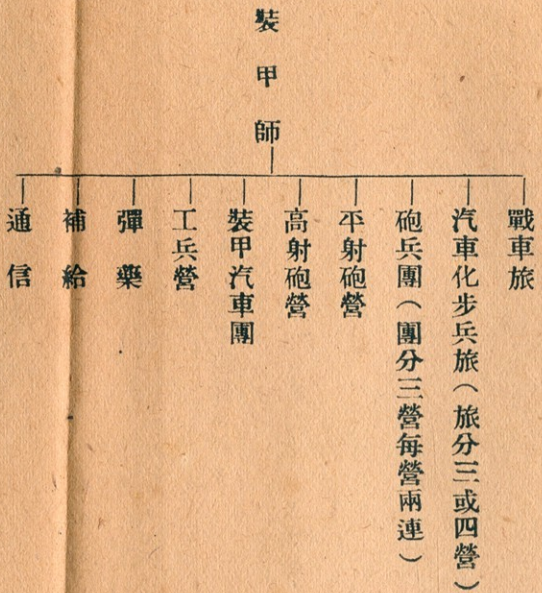 裝甲師
戰車旅
汽車化步兵旅（旅分三或四營）
砲兵團（團分三營每營兩連）
平射砲營
高射砲營
裝甲汽車團
工兵營
彈藥
補給
通信